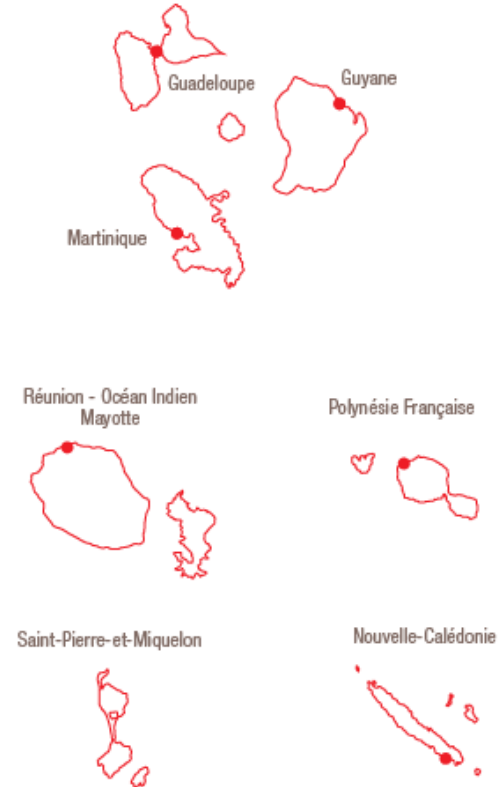 Guadeloupe
Guyane
Martinique
Réunion - Océan Indien
Mayotte
Polynésie Française
Saint-Pierre-et-Miquelon
Nouvelle-Calédonie